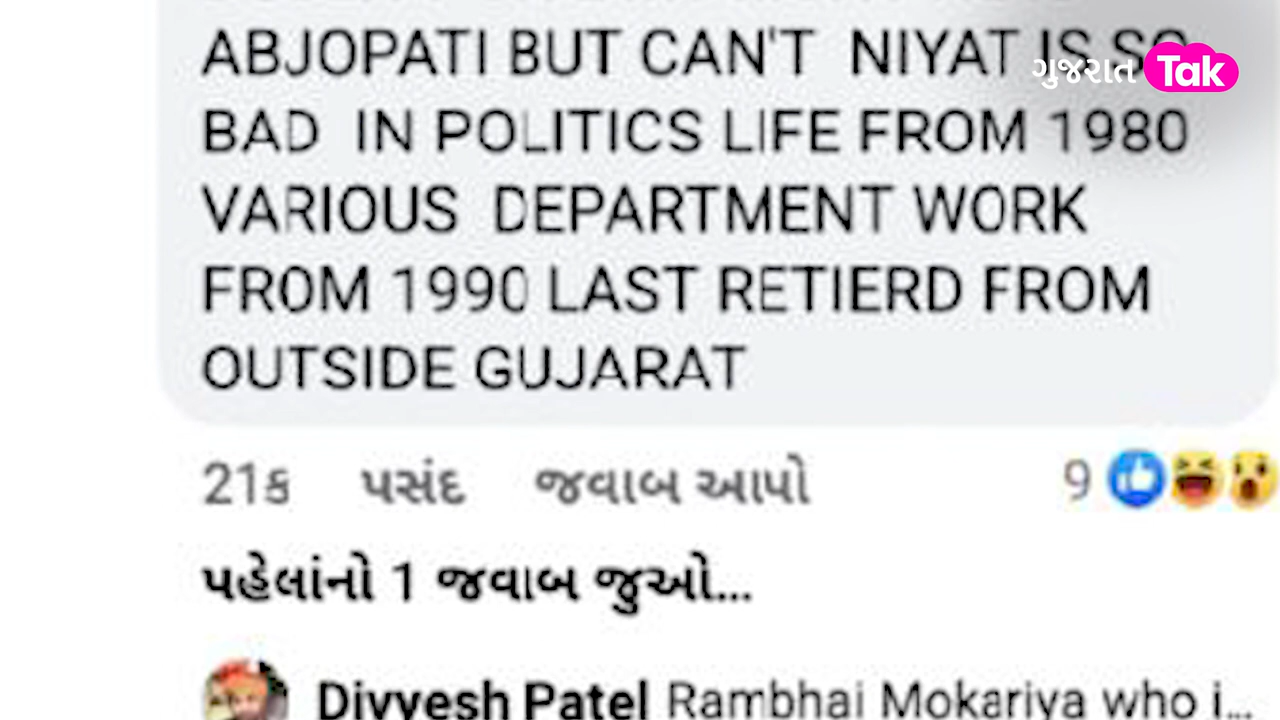 ABJOPATI BUT CAN'T NIYAT IS SO
ગુજરાત Tak
BAD IN POLITICS LIFE FROM 1980
VARIOUS DEPARTMENT WORK
FROM 1990 LAST RETIERD FROM
OUTSIDE GUJARAT
21ક પસંદ જવાબ આપો 9
પહેલાંનો 1 જવાબ જુઓ...
Divyesh Patel Rambhai Mokariya who i...